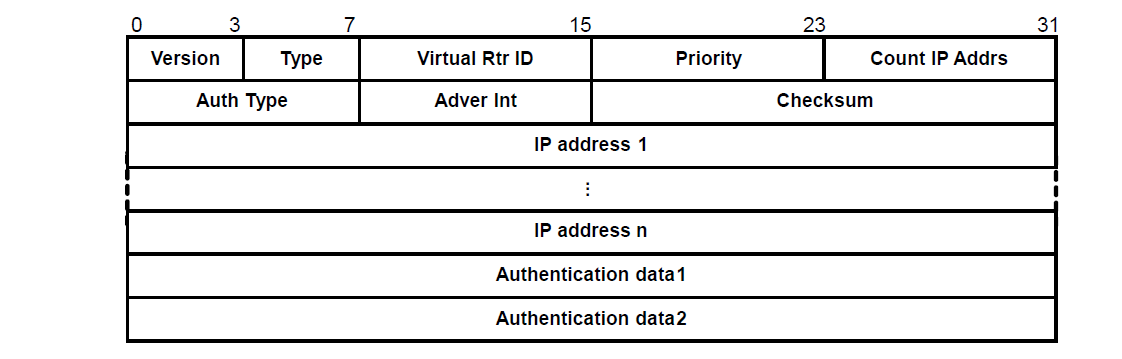 0 3 7 15 23 31
Version Type Virtual Rtr ID Priority Count IP Addrs
Auth Type Adver Int Checksum
IP address 1
⋮
IP address n
Authentication data1
Authentication data2